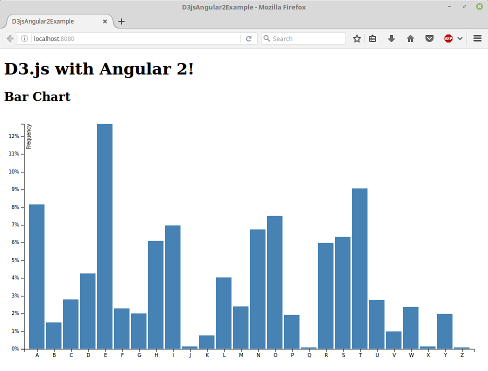 D3jsAngular2Example - Mozilla Firefox
D3jsAngular2Example
localhost:8080
Search
ABP
D3.js with Angular 2!
Bar Chart
Frequency
12%
11%
10%
9%
8%
7%
6%
5%
4%
3%
2%
1%
0%
A B C D E F G H I J K L M N O P Q R S T U V W X Y Z